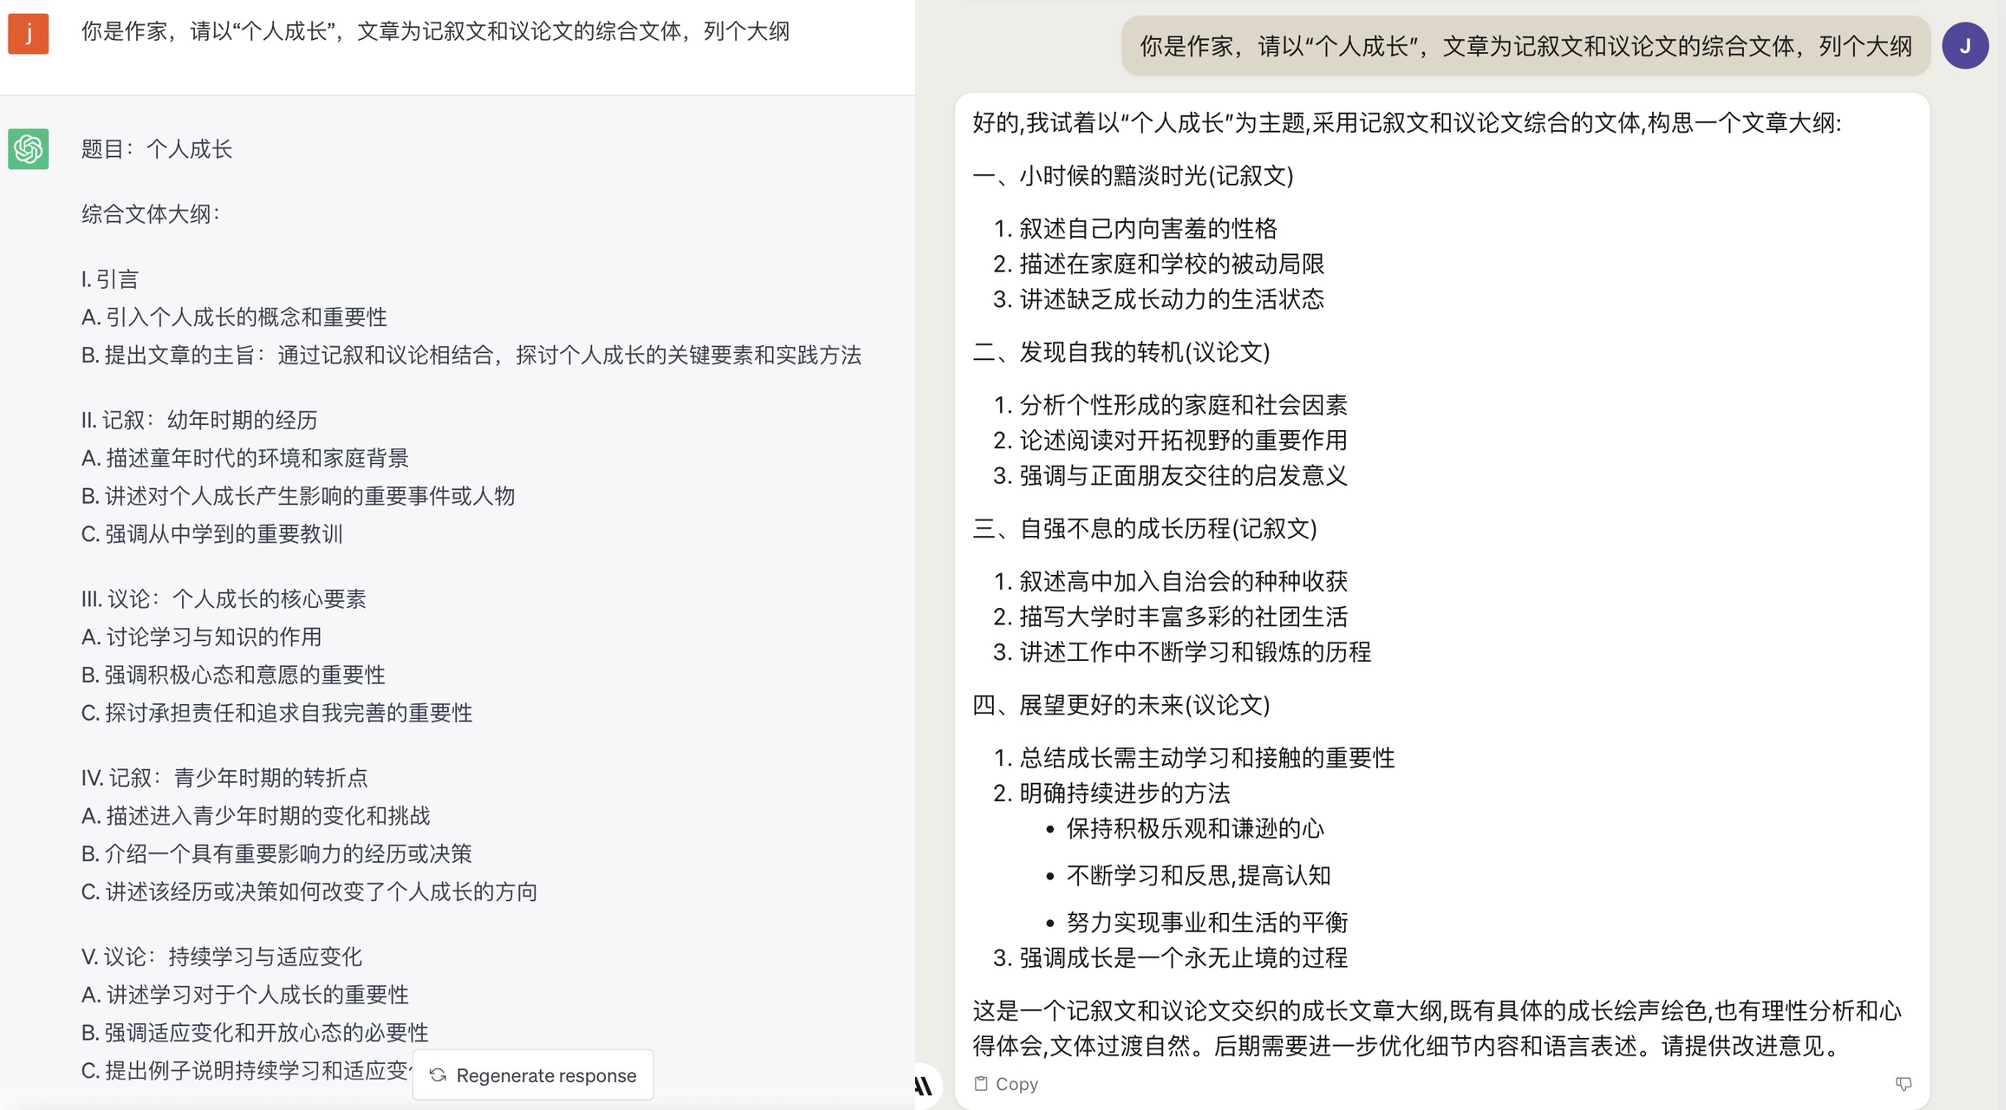 j
你是作家，请以“个人成长”，文章为记叙文和议论文的综合文体，列个大纲
题目：个人成长
综合文体大纲：
I. 引言
A. 引入个人成长的概念和重要性
B. 提出文章的主旨：通过记叙和议论相结合，探讨个人成长的关键要素和实践方法
II. 记叙：幼年时期的经历
A. 描述童年时代的环境和家庭背景
B. 讲述对个人成长产生影响的重要事件或人物
C. 强调从中学到的重要教训
III. 议论：个人成长的核心要素
A. 讨论学习与知识的作用
B. 强调积极心态和意愿的重要性
C. 探讨承担责任和追求自我完善的重要性
IV. 记叙：青少年时期的转折点
A. 描述进入青少年时期的变化和挑战
B. 介绍一个具有重要影响力的经历或决策
C. 讲述该经历或决策如何改变了个人成长的方向
V. 议论：持续学习与适应变化
A. 讲述学习对于个人成长的重要性
B. 强调适应变化和开放心态的必要性
C. 提出例子说明持续学习和适应变
Regenerate response
你是作家，请以“个人成长”，文章为记叙文和议论文的综合文体，列个大纲
J
好的,我试着以“个人成长”为主题,采用记叙文和议论文综合的文体,构思一个文章大纲:
一、小时候的黯淡时光(记叙文)
1. 叙述自己内向害羞的性格
2. 描述在家庭和学校的被动局限
3. 讲述缺乏成长动力的生活状态
二、发现自我的转机(议论文)
1. 分析个性形成的家庭和社会因素
2. 论述阅读对开拓视野的重要作用
3. 强调与正面朋友交往的启发意义
三、自强不息的成长历程(记叙文)
1. 叙述高中加入自治会的种种收获
2. 描写大学时丰富多彩的社团生活
3. 讲述工作中不断学习和锻炼的历程
四、展望更好的未来(议论文)
1. 总结成长需主动学习和接触的重要性
2. 明确持续进步的方法
• 保持积极乐观和谦逊的心
• 不断学习和反思,提高认知
• 努力实现事业和生活的平衡
3. 强调成长是一个永无止境的过程
这是一个记叙文和议论文交织的成长文章大纲,既有具体的成长绘声绘色,也有理性分析和心
得体会,文体过渡自然。后期需要进一步优化细节内容和语言表述。请提供改进意见。
Copy